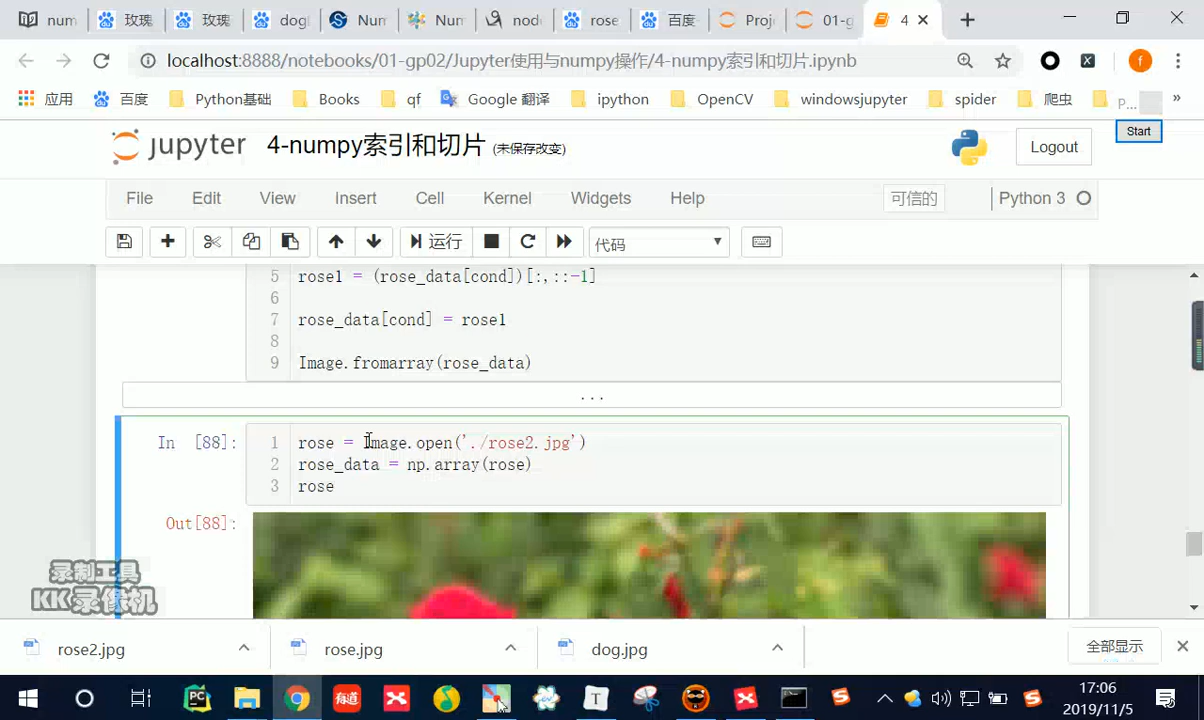 num
玫瑰
玫瑰
dog
Num
Num
node
rose
百度
Proj
01-g
4
localhost:8888/notebooks/01-gp02/Jupyter使用与numpy操作/4-numpy索引和切片.ipynb
应用
百度
Python基础
Books
qf
Google 翻译
ipython
OpenCV
windowsjupyter
spider
爬虫
P...
Start
jupyter
4-numpy索引和切片 (未保存改变)
Logout
File Edit View Insert Cell Kernel Widgets Help
可信的
Python 3
运行
代码
5 rose1 = (rose_data[cond])[:,::-1]
6
7 rose_data[cond] = rose1
8
9 Image.fromarray(rose_data)
...
In [88]:
1 rose = Image.open('./rose2.jpg')
2 rose_data = np.array(rose)
3 rose
Out[88]:
录制工具
KK录像机
rose2.jpg
rose.jpg
dog.jpg
全部显示
PC
有道
T
17:06
2019/11/5